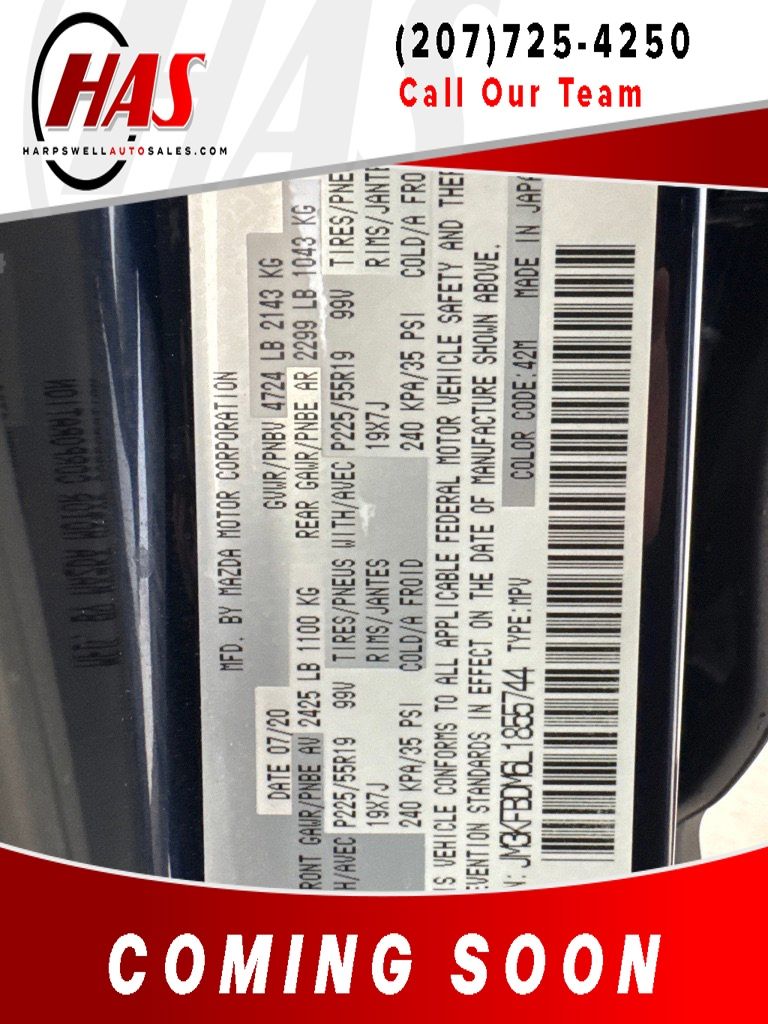 HAS
HARPSWELLAUTOSALES.COM
(207)725-4250
Call Our Team
MFD. BY MAZDA MOTOR CORPORATION
DATE 07/20
GVWR/PNBV 4724 LB 2143 KG
RONT GAWR/PNBE AV 2425 LB 1100 KG
REAR GAWR/PNBE AR 2299 LB 1043 KG
H/AVEC P225/55R19 99V
TIRES/PNEUS WITH/AVEC P225/55R19 99V
TIRES/PNE
19X7J
RIMS/JANTES
19X7J
RIMS/JANTE
240 KPA/35 PSI
COLD/A FROID
240 KPA/35 PSI
COLD/A FRO
IS VEHICLE CONFORMS TO ALL APPLICABLE FEDERAL MOTOR VEHICLE SAFETY AND THE
EVENTION STANDARDS IN EFFECT ON THE DATE OF MANUFACTURE SHOWN ABOVE.
N: JM3KFBDM6L1855744 TYPE:MPV
COLOR CODE:42M MADE IN JAPA
COMING SOON